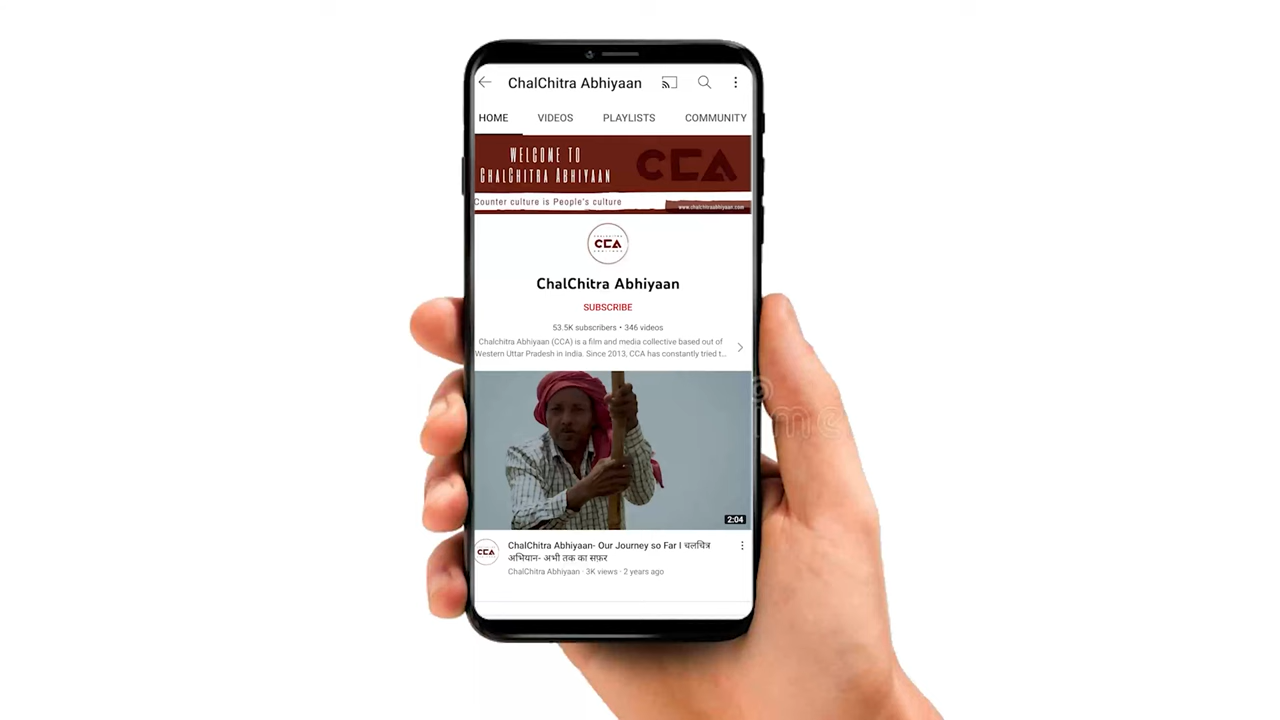 ChalChitra Abhiyaan
HOME VIDEOS PLAYLISTS COMMUNITY
WELCOME TO
CHALCHITRA ABHIYAAN
CCA
Counter culture is People's culture
www.chalchitraabhiyaan.com
CCA
ChalChitra Abhiyaan
SUBSCRIBE
53.5K subscribers • 346 videos
Chalchitra Abhiyaan (CCA) is a film and media collective based out of
Western Uttar Pradesh in India. Since 2013, CCA has constantly tried t...
2:04
CCA
ChalChitra Abhiyaan- Our Journey so Far I चलचित्र
अभियान- अभी तक का सफ़र
ChalChitra Abhiyaan · 3K views · 2 years ago